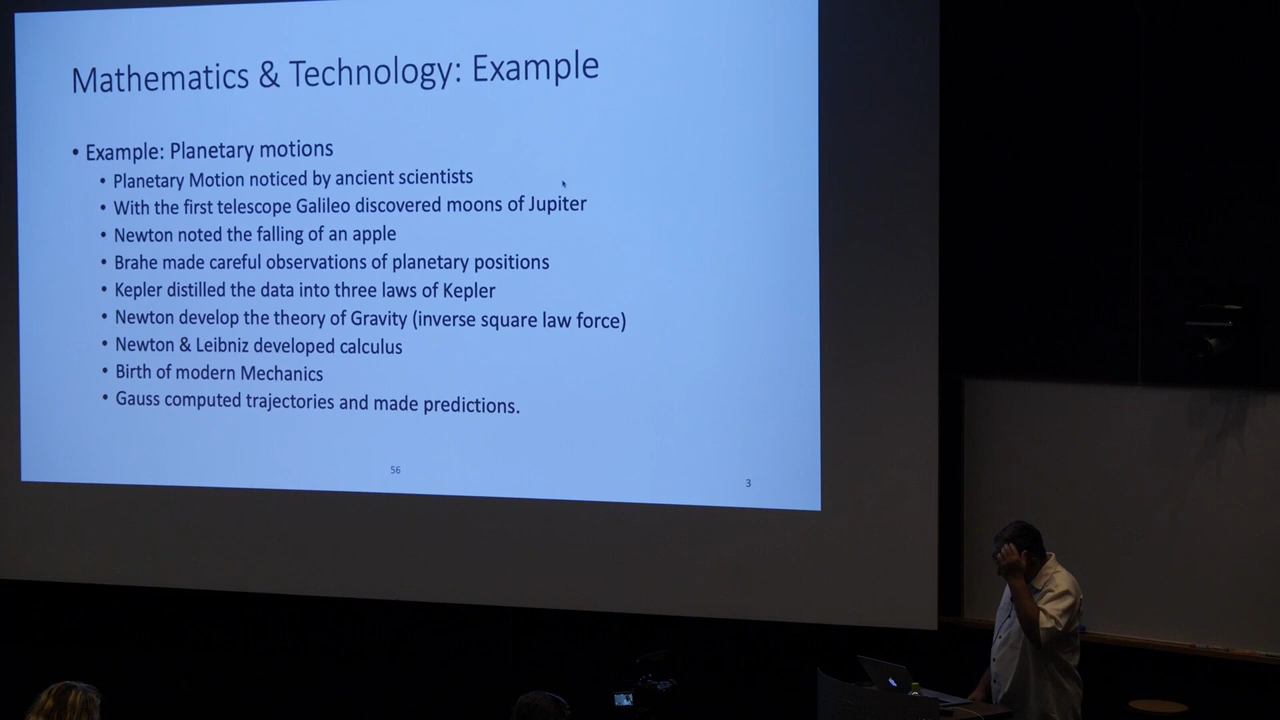 Mathematics & Technology: Example
• Example: Planetary motions
• Planetary Motion noticed by ancient scientists
• With the first telescope Galileo discovered moons of Jupiter
• Newton noted the falling of an apple
• Brahe made careful observations of planetary positions
• Kepler distilled the data into three laws of Kepler
• Newton develop the theory of Gravity (inverse square law force)
• Newton & Leibniz developed calculus
• Birth of modern Mechanics
• Gauss computed trajectories and made predictions.
56
3